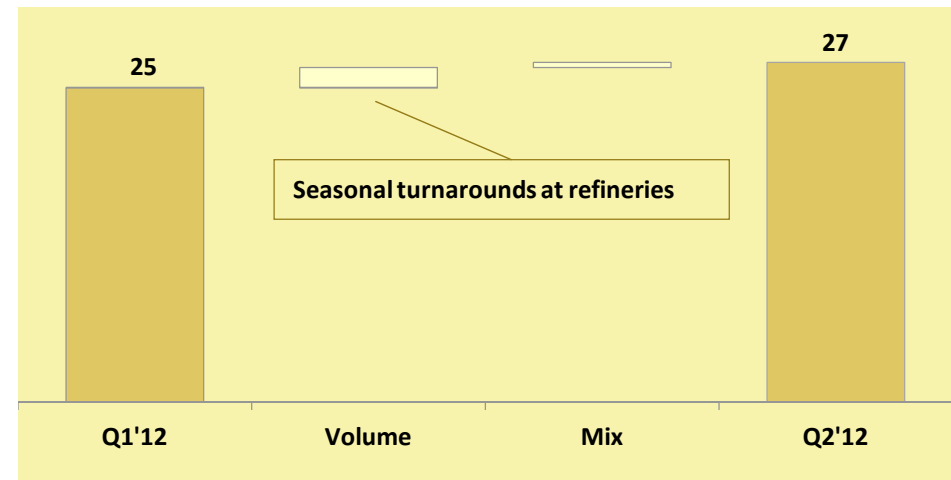 25
27
Seasonal turnarounds at refineries
Q1'12
Volume
Mix
Q2'12